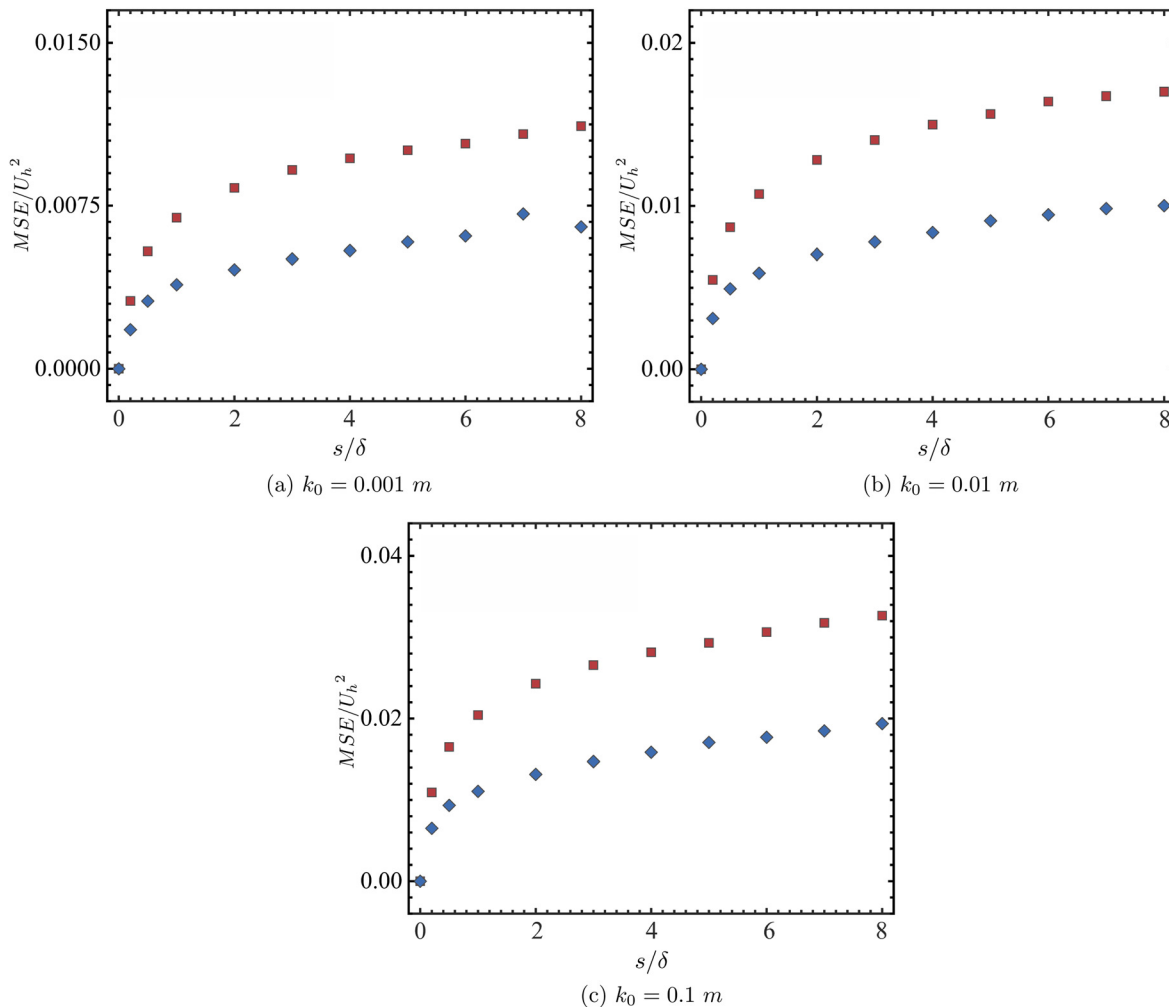 0.0150
0.0075
0.0000
MSE/U_h^2
0 2 4 6 8
s/δ
(a) k_0 = 0.001 m
0.02
0.01
0.00
MSE/U_h^2
0 2 4 6 8
s/δ
(b) k_0 = 0.01 m
0.04
0.02
0.00
MSE/U_h^2
0 2 4 6 8
s/δ
(c) k_0 = 0.1 m